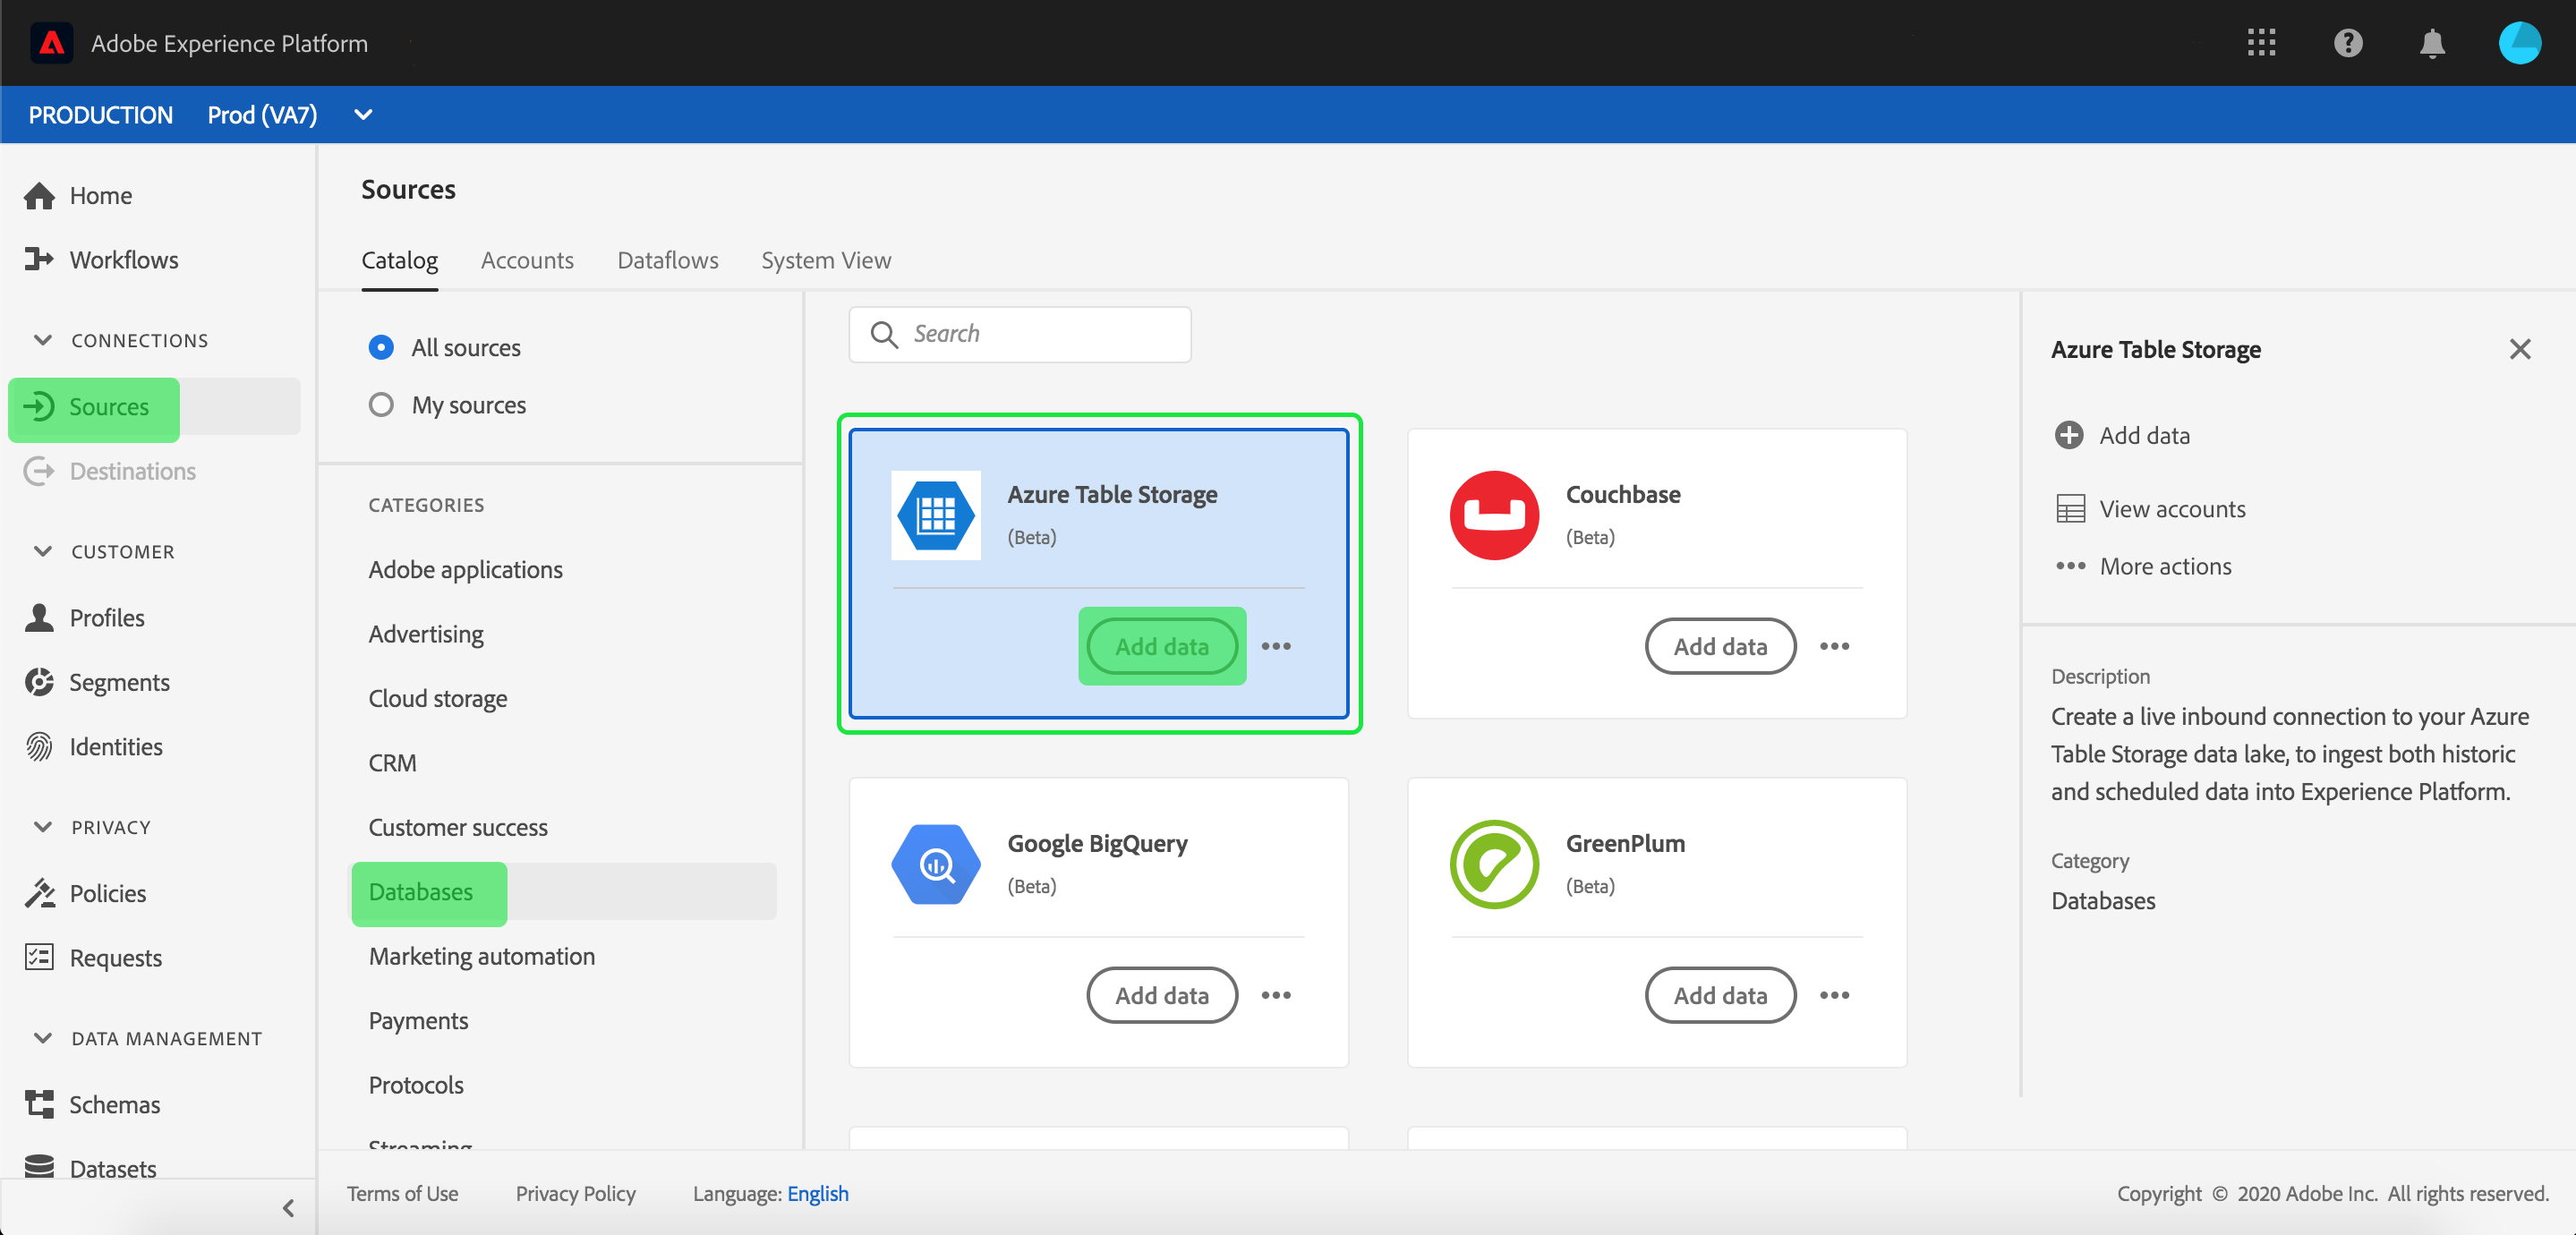 Adobe Experience Platform
PRODUCTION Prod (VA7)
Home
Workflows
CONNECTIONS
Sources
Destinations
CUSTOMER
Profiles
Segments
Identities
PRIVACY
Policies
Requests
DATA MANAGEMENT
Schemas
Datasets
Sources
Catalog Accounts Dataflows System View
All sources
My sources
CATEGORIES
Adobe applications
Advertising
Cloud storage
CRM
Customer success
Databases
Marketing automation
Payments
Protocols
Streaming
Search
Azure Table Storage
(Beta)
Add data
Couchbase
(Beta)
Add data
Google BigQuery
(Beta)
Add data
GreenPlum
(Beta)
Add data
Azure Table Storage
Add data
View accounts
More actions
Description
Create a live inbound connection to your Azure
Table Storage data lake, to ingest both historic
and scheduled data into Experience Platform.
Category
Databases
Terms of Use Privacy Policy Language: English
Copyright © 2020 Adobe Inc. All rights reserved.